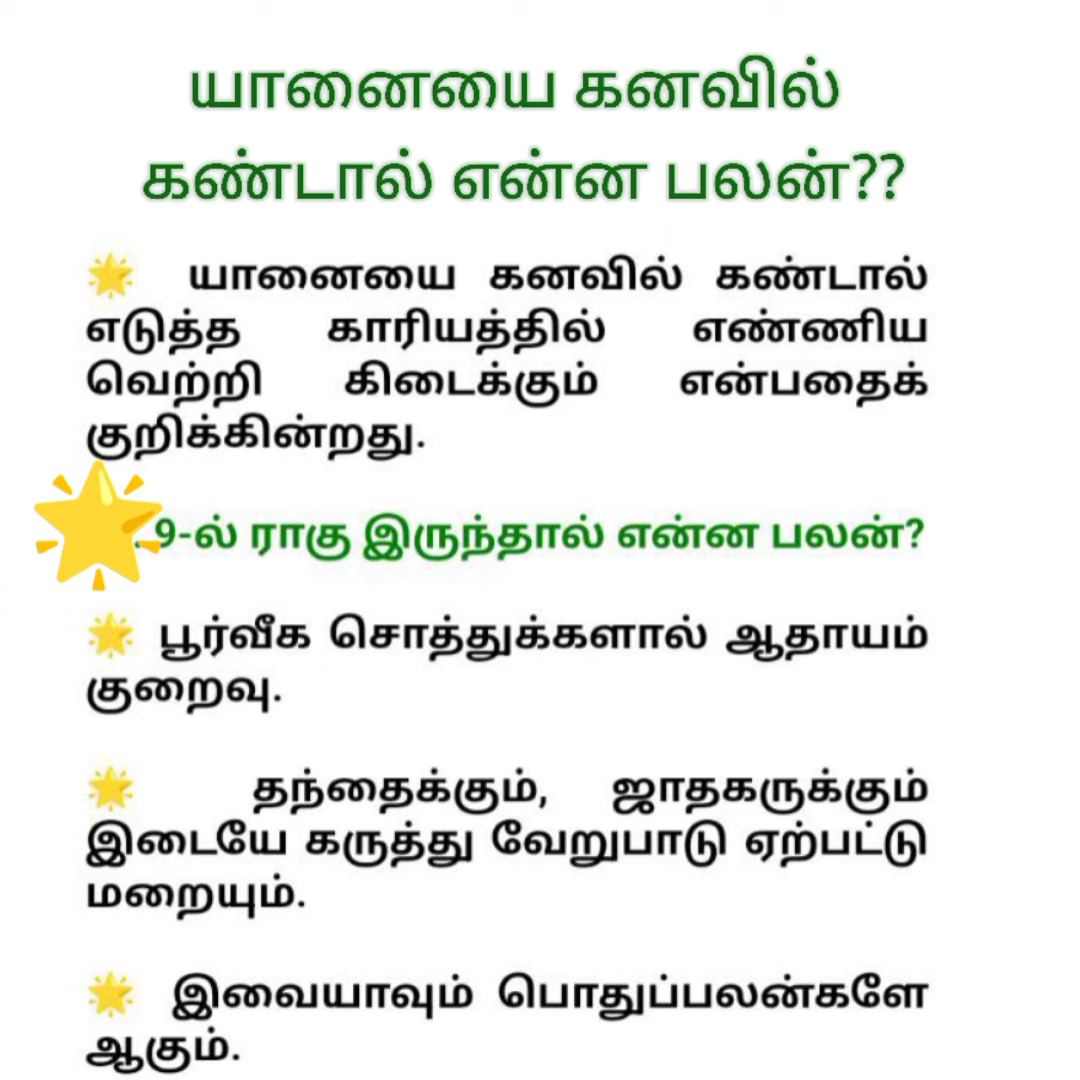 யானையை கனவில்
கண்டால் என்ன பலன்??
யானையை கனவில் கண்டால்
எடுத்த காரியத்தில் எண்ணிய
வெற்றி கிடைக்கும் என்பதைக்
குறிக்கின்றது.
9-ல் ராகு இருந்தால் என்ன பலன்?
பூர்வீக சொத்துக்களால் ஆதாயம்
குறைவு.
தந்தைக்கும், ஜாதகருக்கும்
இடையே கருத்து வேறுபாடு ஏற்பட்டு
மறையும்.
இவையாவும் பொதுப்பலன்களே
ஆகும்.